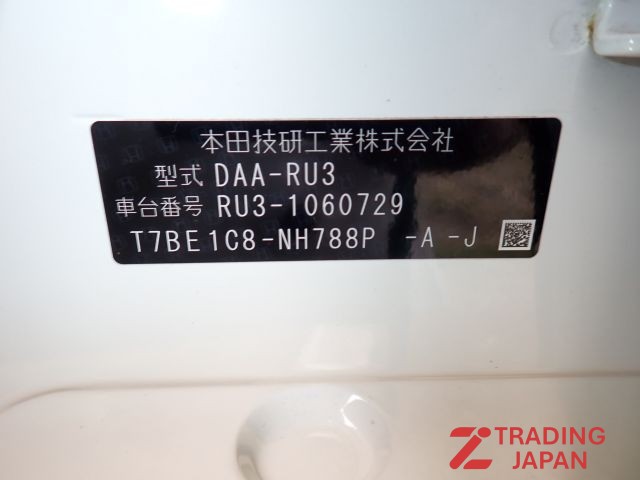 本田技研工業株式会社
型式 DAA-RU3
車台番号 RU3-1060729
T7BE1C8-NH788P -A -J
TRADING
JAPAN